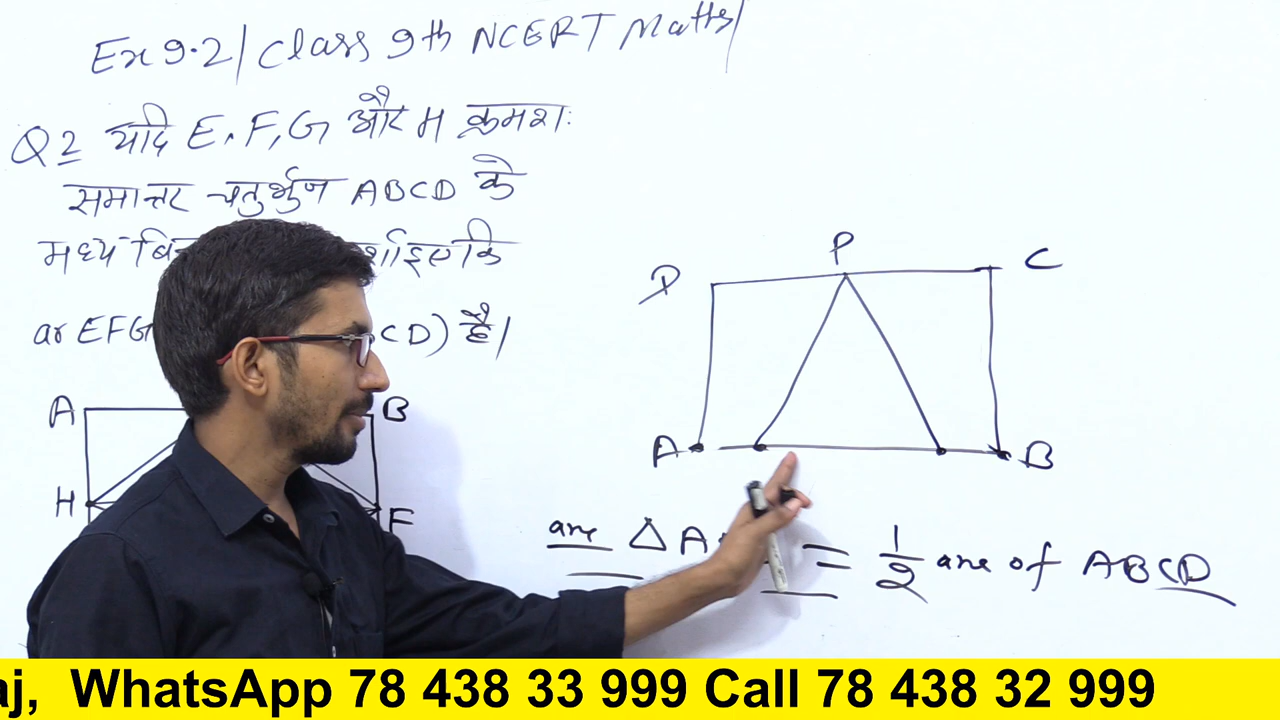 Ex 9.2 / Class 9th NCERT Maths /
Q 2 यदि E, F, G और H क्रमशः
समान्तर चतुर्भुज ABCD के
मध्य कि
ar EFG CD) है।
A B
H F
P
D C
A B
are △ A = 1/2 are of ABCD
aj, WhatsApp 78 438 33 999 Call 78 438 32 999